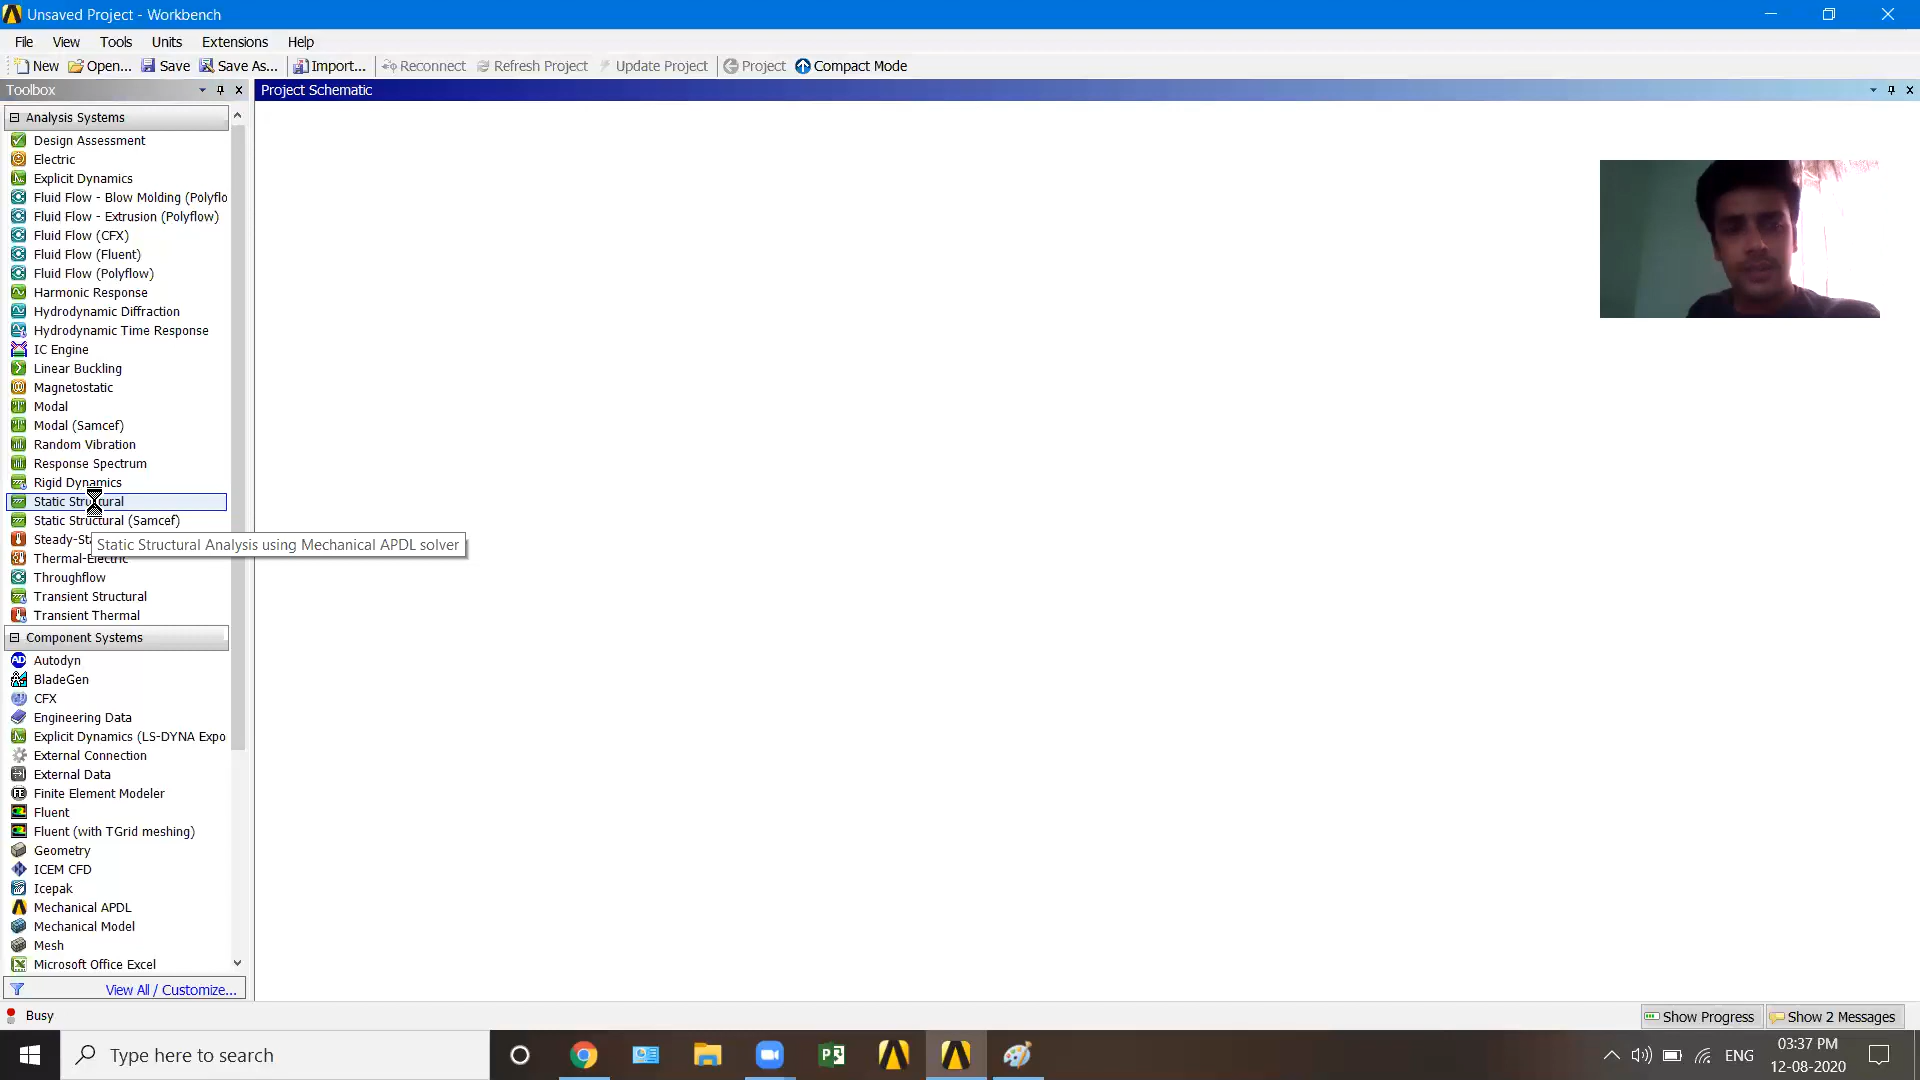 Unsaved Project - Workbench
File View Tools Units Extensions Help
New Open... Save Save As... Import... Reconnect Refresh Project Update Project Project Compact Mode
Toolbox
Project Schematic
Analysis Systems
Design Assessment
Electric
Explicit Dynamics
Fluid Flow - Blow Molding (Polyflo
Fluid Flow - Extrusion (Polyflow)
Fluid Flow (CFX)
Fluid Flow (Fluent)
Fluid Flow (Polyflow)
Harmonic Response
Hydrodynamic Diffraction
Hydrodynamic Time Response
IC Engine
Linear Buckling
Magnetostatic
Modal
Modal (Samcef)
Random Vibration
Response Spectrum
Rigid Dynamics
Static Structural
Static Structural (Samcef)
Steady-Sta
Static Structural Analysis using Mechanical APDL solver
Thermal-Electric
Throughflow
Transient Structural
Transient Thermal
Component Systems
Autodyn
BladeGen
CFX
Engineering Data
Explicit Dynamics (LS-DYNA Expo
External Connection
External Data
Finite Element Modeler
Fluent
Fluent (with TGrid meshing)
Geometry
ICEM CFD
Icepak
Mechanical APDL
Mechanical Model
Mesh
Microsoft Office Excel
View All / Customize...
Busy
Show Progress Show 2 Messages
Type here to search
ENG
03:37 PM
12-08-2020